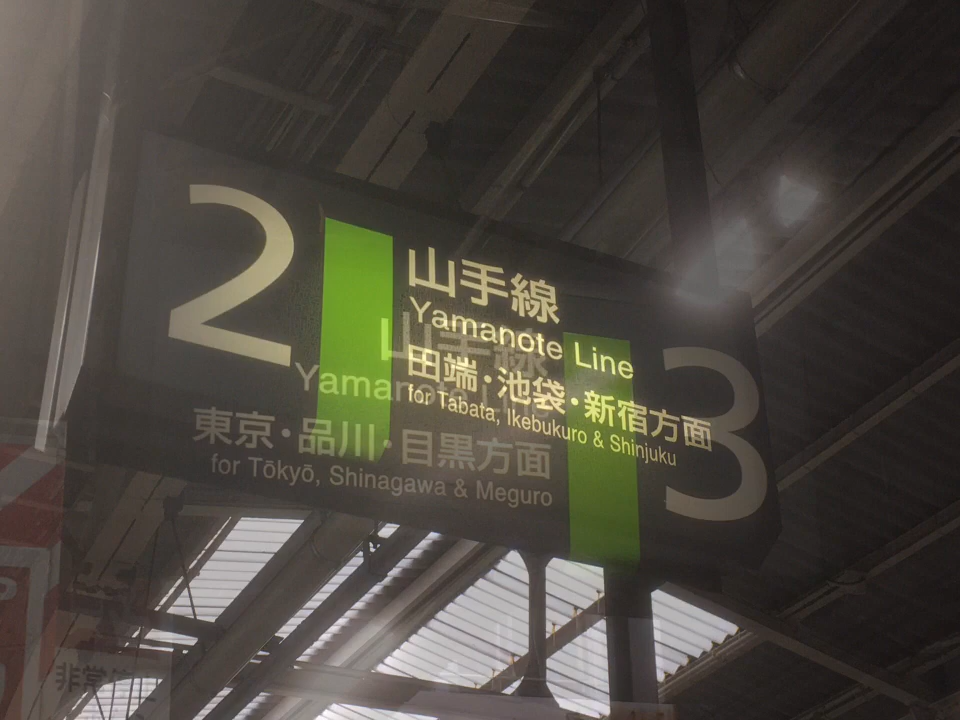 2
山手線
Yamanote Line
田端・池袋・新宿方面
for Tabata, Ikebukuro & Shinjuku
山手線
Yamanote Line
東京・品川・目黒方面
for Tōkyō, Shinagawa & Meguro
3
非常